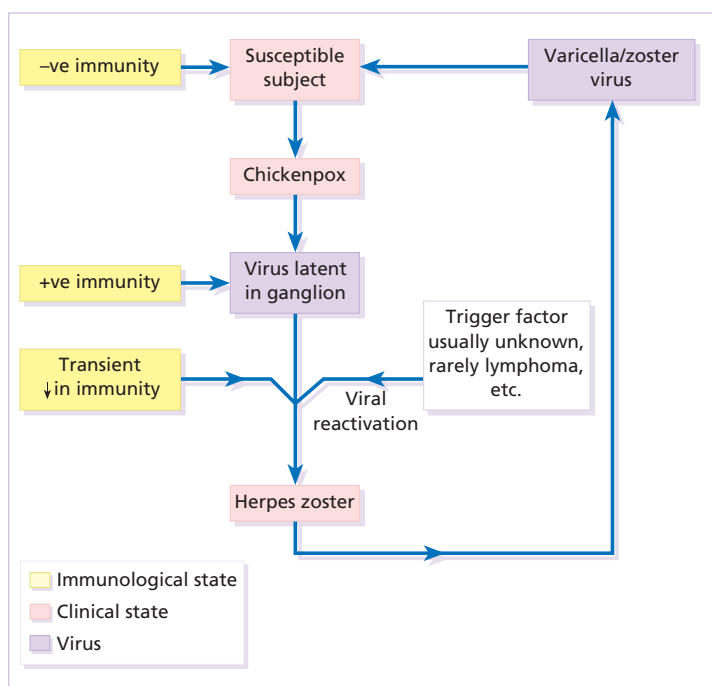 –ve immunity
Susceptible
subject
Varicella/zoster
virus
Chickenpox
+ve immunity
Virus latent
in ganglion
Transient
↓ in immunity
Trigger factor
usually unknown,
rarely lymphoma,
etc.
Viral
reactivation
Herpes zoster
Immunological state
Clinical state
Virus